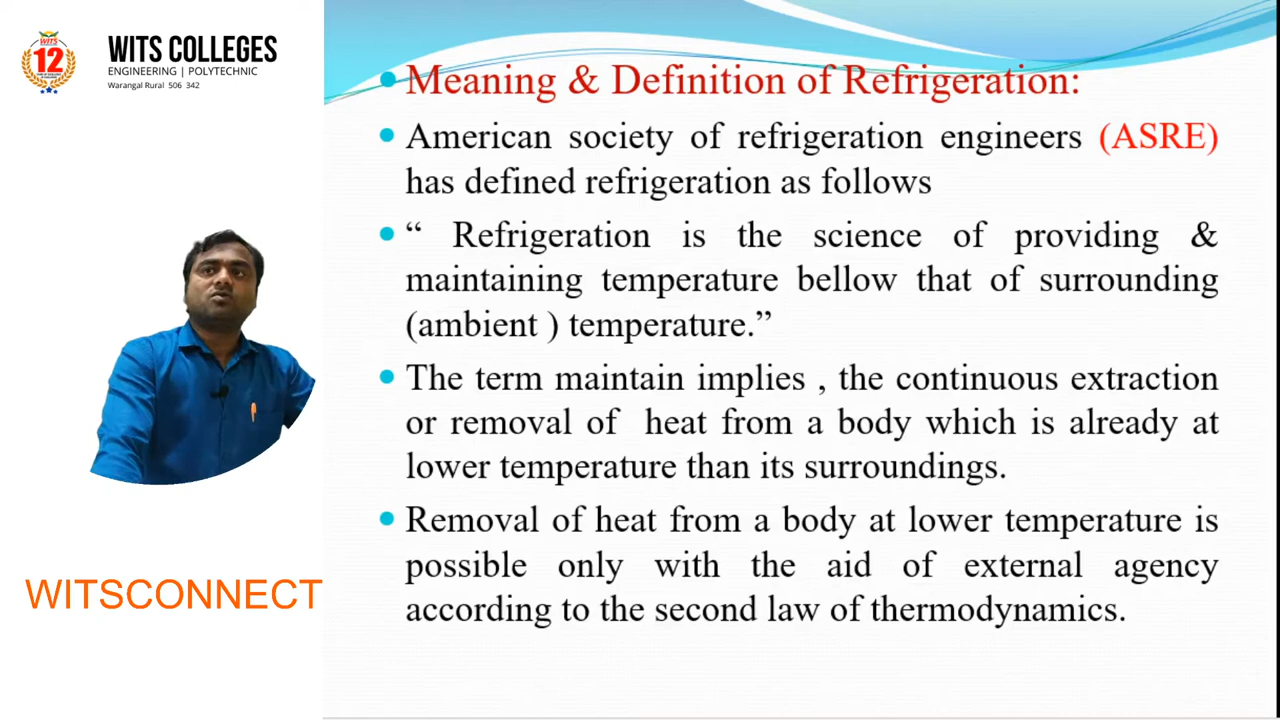 WITS
12
WITS COLLEGES
ENGINEERING | POLYTECHNIC
Warangal Rural 506 342
WITSCONNECT
• Meaning & Definition of Refrigeration:
• American society of refrigeration engineers (ASRE)
has defined refrigeration as follows
• “ Refrigeration is the science of providing &
maintaining temperature bellow that of surrounding
(ambient ) temperature.”
• The term maintain implies , the continuous extraction
or removal of heat from a body which is already at
lower temperature than its surroundings.
• Removal of heat from a body at lower temperature is
possible only with the aid of external agency
according to the second law of thermodynamics.